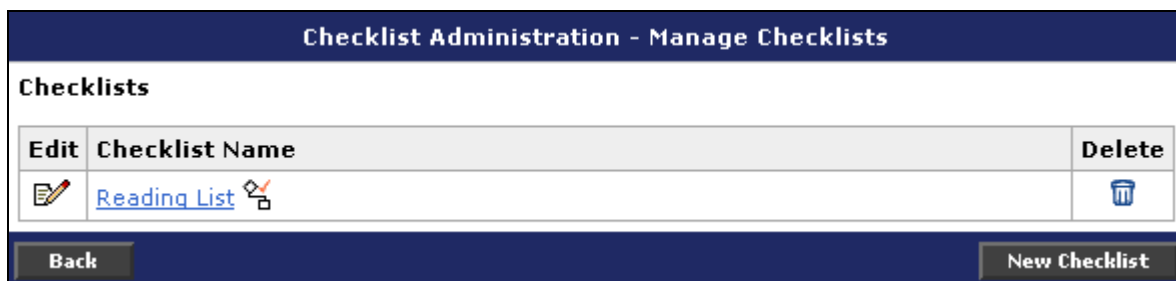 Checklist Administration - Manage Checklists
Checklists
Edit Checklist Name Delete
Reading List
Back New Checklist